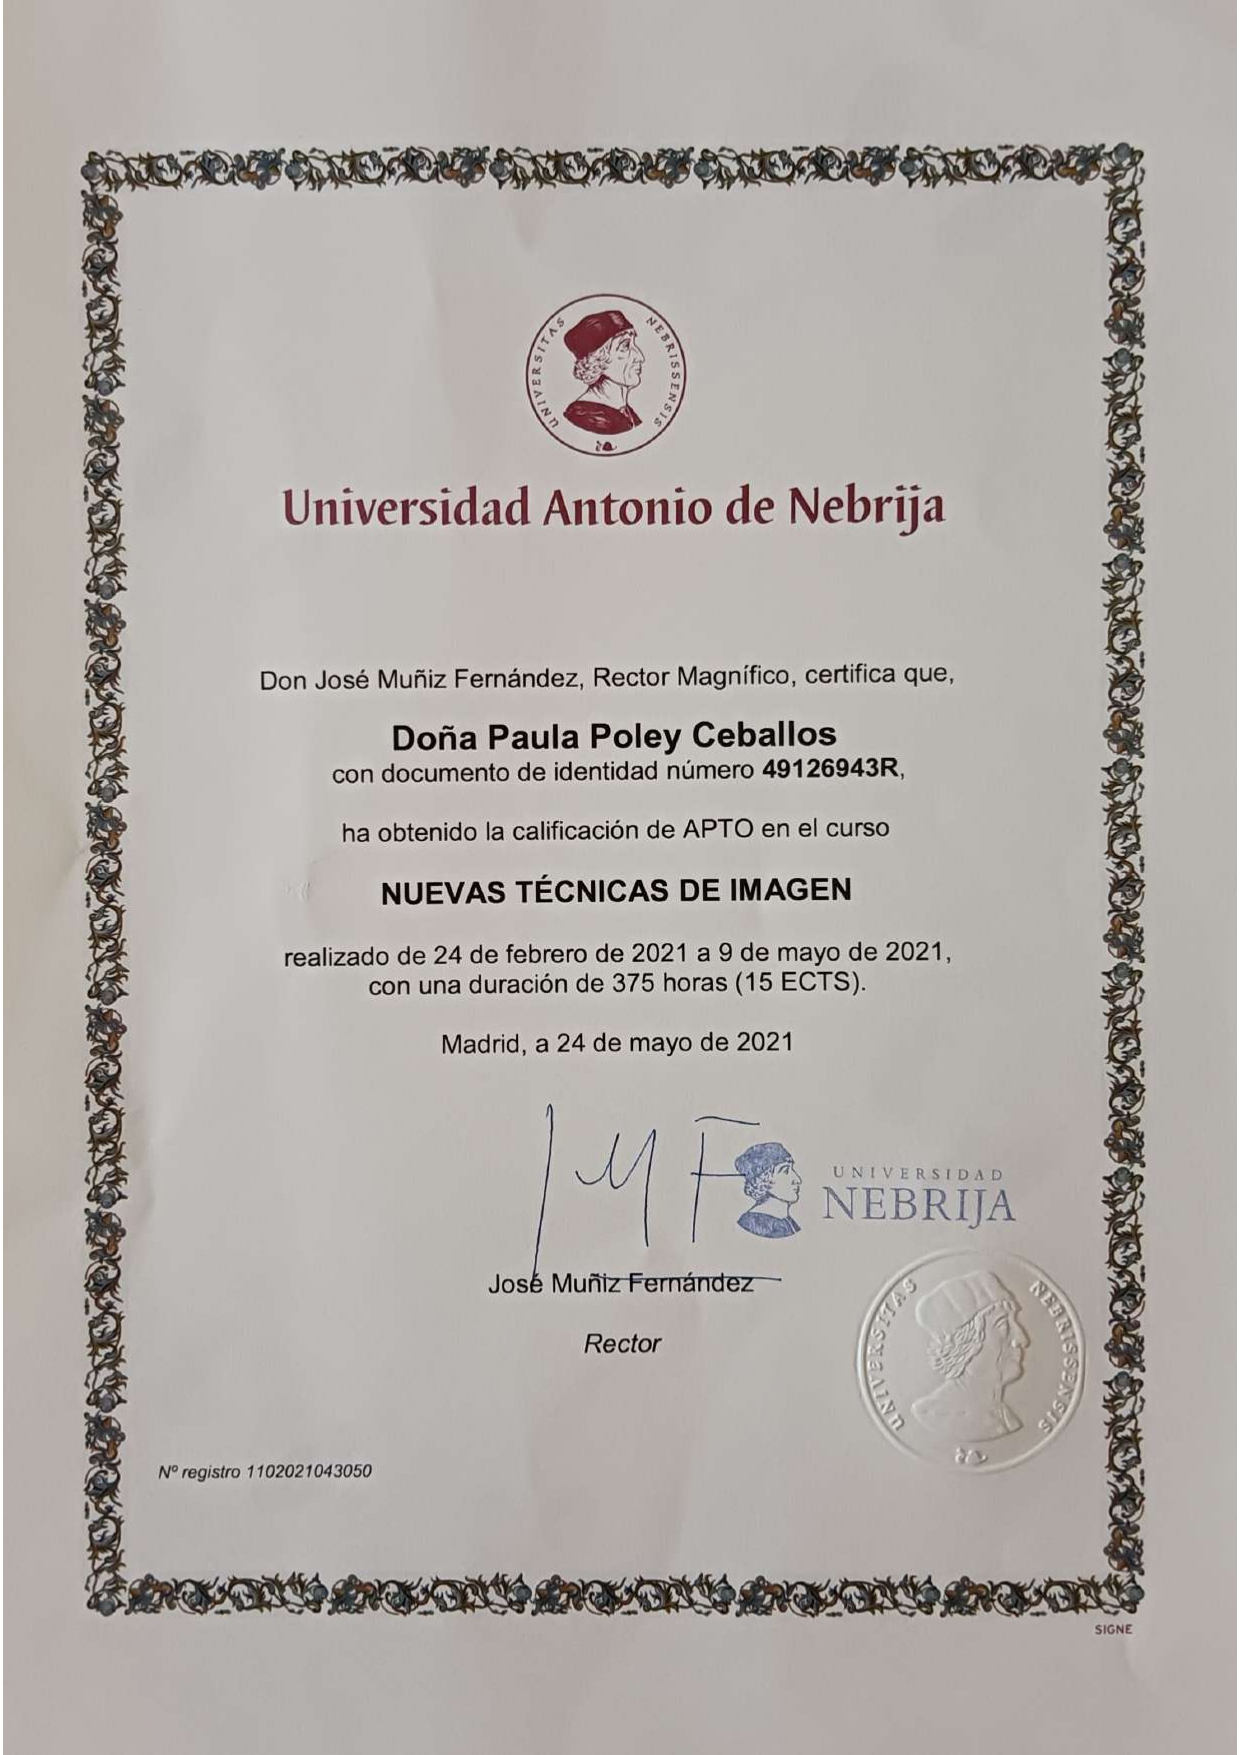 UNIVERSITAS NEBRISSENSIS
Universidad Antonio de Nebrija
Don José Muñiz Fernández, Rector Magnífico, certifica que,
Doña Paula Poley Ceballos
con documento de identidad número 49126943R,
ha obtenido la calificación de APTO en el curso
NUEVAS TÉCNICAS DE IMAGEN
realizado de 24 de febrero de 2021 a 9 de mayo de 2021,
con una duración de 375 horas (15 ECTS).
Madrid, a 24 de mayo de 2021
JMF
UNIVERSIDAD
NEBRIJA
José Muñiz Fernández
Rector
UNIVERSITAS NEBRISSENSIS
Nº registro 1102021043050
SIGNE